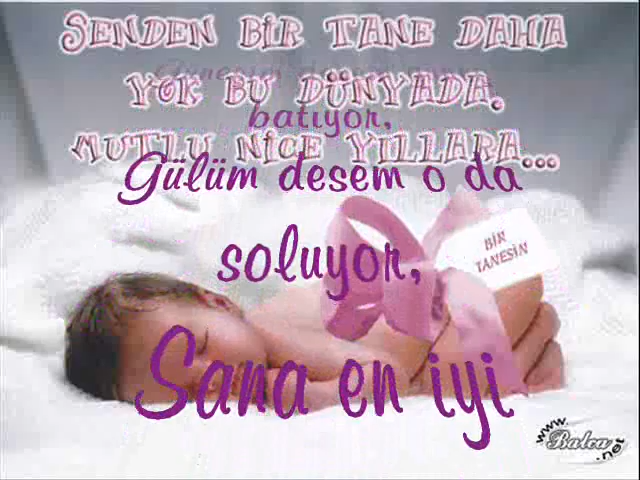 SENDEN BİR TANE DAHA
YOK BU DÜNYADA,
batıyor,
MUTLU NİCE YILLARA...
Gülüm desem o da
soluyor,
BİR
TANESİN
Sana en iyi
www.Balca.net